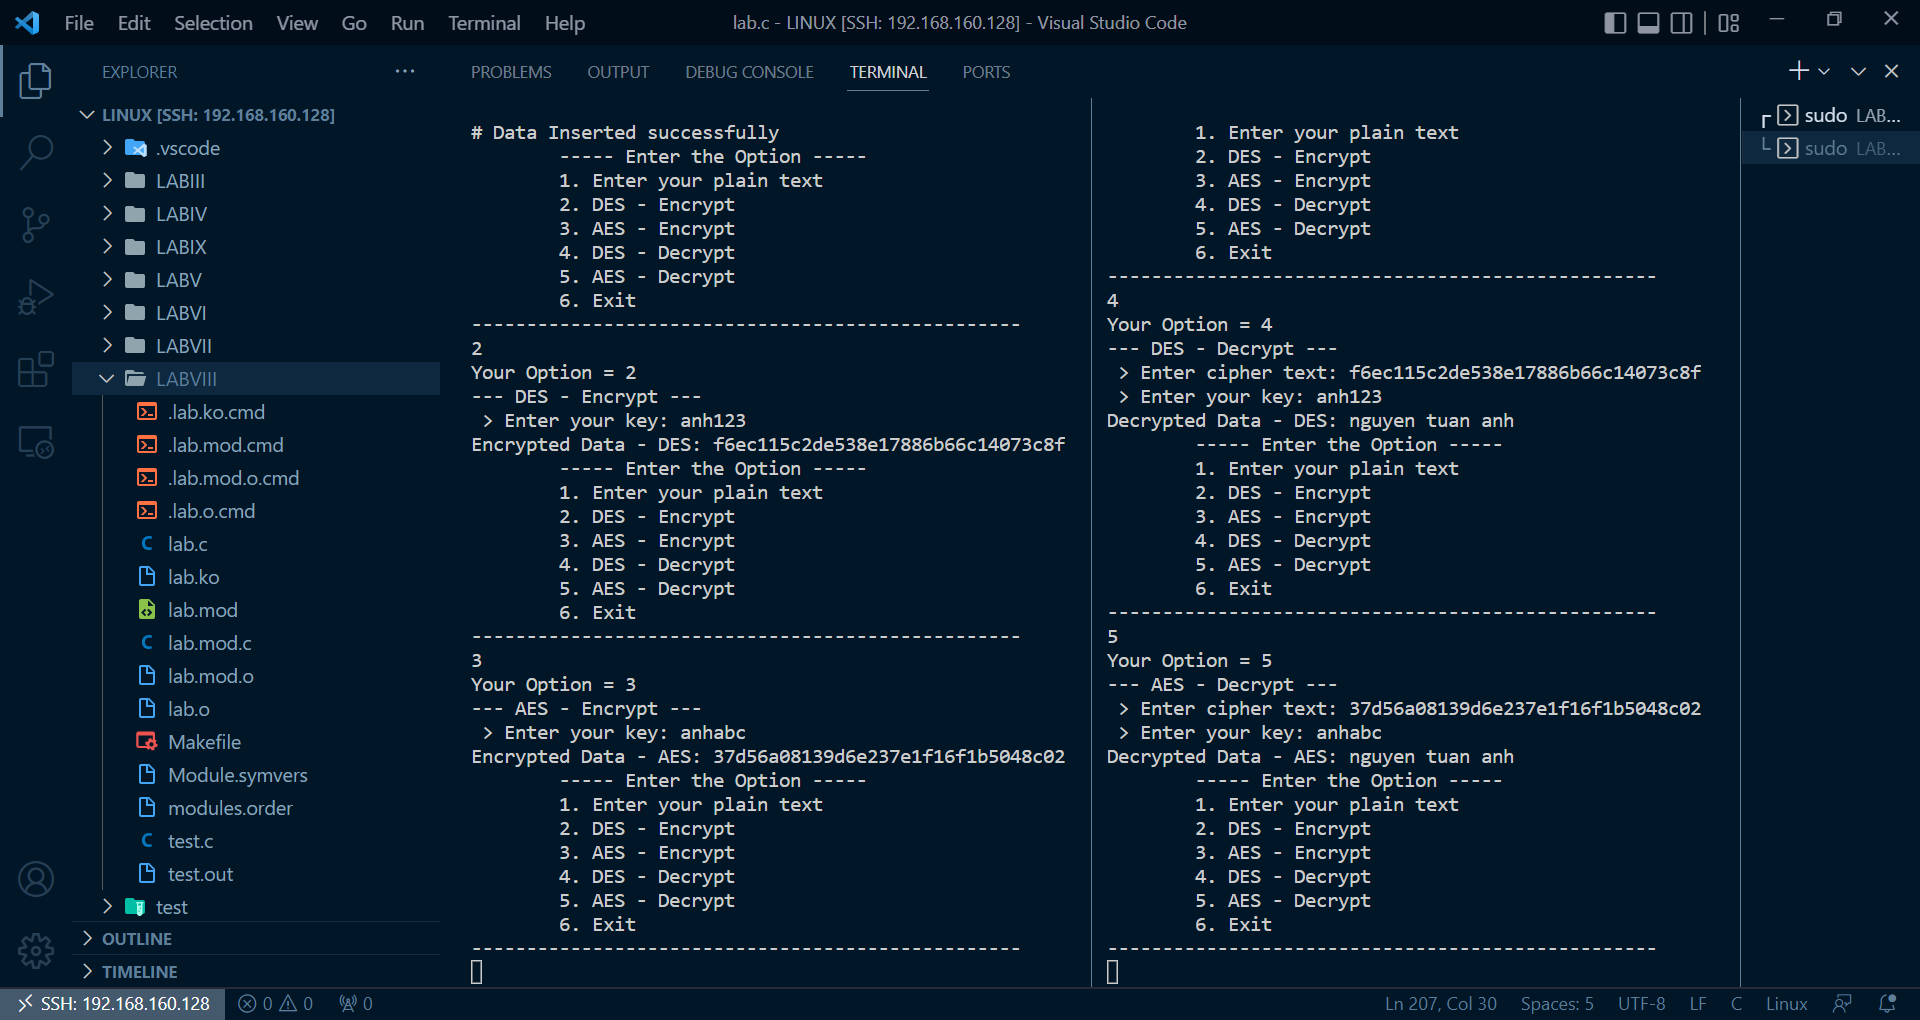 File Edit Selection View Go Run Terminal Help
lab.c - LINUX [SSH: 192.168.160.128] - Visual Studio Code
EXPLORER
LINUX [SSH: 192.168.160.128]
.vscode
LABIII
LABIV
LABIX
LABV
LABVI
LABVII
LABVIII
.lab.ko.cmd
.lab.mod.cmd
.lab.mod.o.cmd
.lab.o.cmd
lab.c
lab.ko
lab.mod
lab.mod.c
lab.mod.o
lab.o
Makefile
Module.symvers
modules.order
test.c
test.out
test
OUTLINE
TIMELINE
PROBLEMS OUTPUT DEBUG CONSOLE TERMINAL PORTS
# Data Inserted successfully
----- Enter the Option -----
1. Enter your plain text
2. DES - Encrypt
3. AES - Encrypt
4. DES - Decrypt
5. AES - Decrypt
6. Exit
--------------------------------------------------
2
Your Option = 2
--- DES - Encrypt ---
> Enter your key: anh123
Encrypted Data - DES: f6ec115c2de538e17886b66c14073c8f
----- Enter the Option -----
1. Enter your plain text
2. DES - Encrypt
3. AES - Encrypt
4. DES - Decrypt
5. AES - Decrypt
6. Exit
--------------------------------------------------
3
Your Option = 3
--- AES - Encrypt ---
> Enter your key: anhabc
Encrypted Data - AES: 37d56a08139d6e237e1f16f1b5048c02
----- Enter the Option -----
1. Enter your plain text
2. DES - Encrypt
3. AES - Encrypt
4. DES - Decrypt
5. AES - Decrypt
6. Exit
--------------------------------------------------
1. Enter your plain text
2. DES - Encrypt
3. AES - Encrypt
4. DES - Decrypt
5. AES - Decrypt
6. Exit
--------------------------------------------------
4
Your Option = 4
--- DES - Decrypt ---
> Enter cipher text: f6ec115c2de538e17886b66c14073c8f
> Enter your key: anh123
Decrypted Data - DES: nguyen tuan anh
----- Enter the Option -----
1. Enter your plain text
2. DES - Encrypt
3. AES - Encrypt
4. DES - Decrypt
5. AES - Decrypt
6. Exit
--------------------------------------------------
5
Your Option = 5
--- AES - Decrypt ---
> Enter cipher text: 37d56a08139d6e237e1f16f1b5048c02
> Enter your key: anhabc
Decrypted Data - AES: nguyen tuan anh
----- Enter the Option -----
1. Enter your plain text
2. DES - Encrypt
3. AES - Encrypt
4. DES - Decrypt
5. AES - Decrypt
6. Exit
--------------------------------------------------
sudo LAB...
sudo LAB...
SSH: 192.168.160.128 0 0 0 Ln 207, Col 30 Spaces: 5 UTF-8 LF C Linux